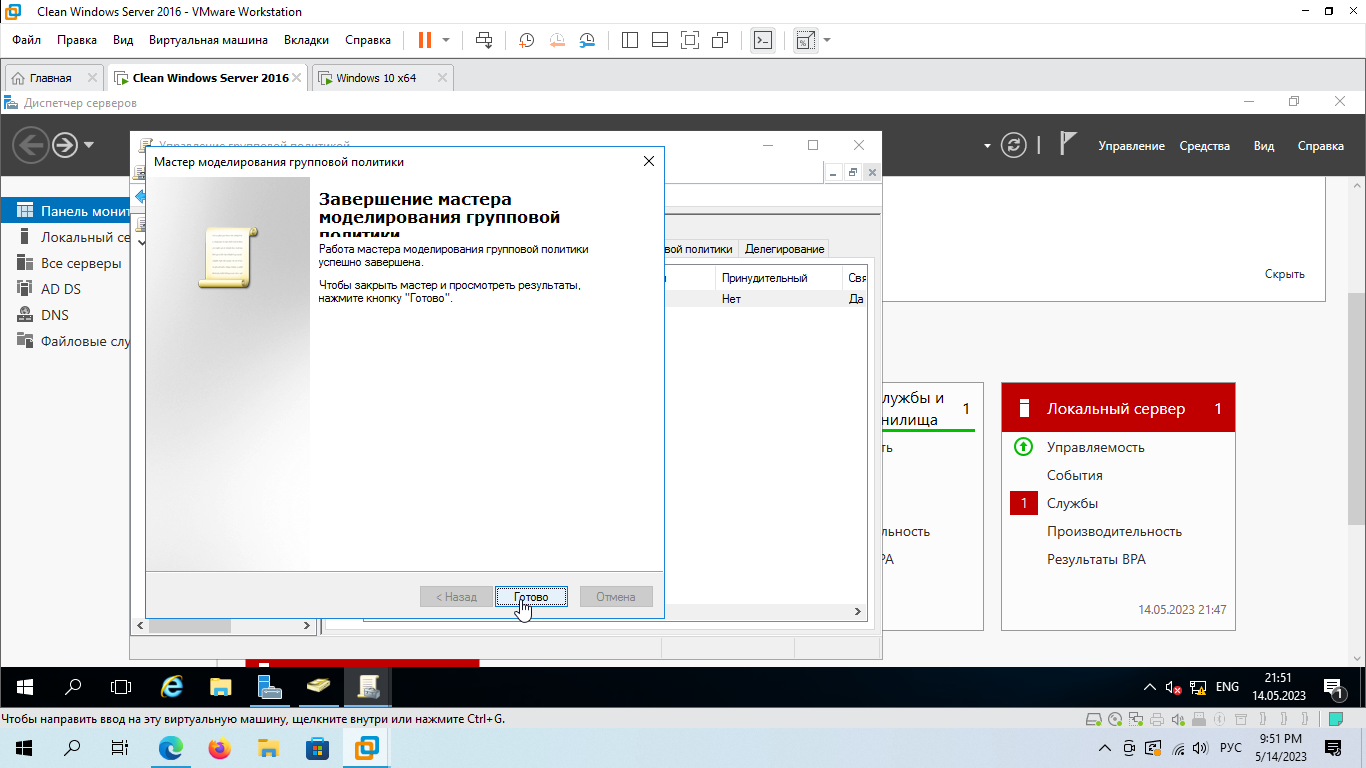 Clean Windows Server 2016 - VMware Workstation
Файл Правка Вид Виртуальная машина Вкладки Справка
Главная Clean Windows Server 2016 Windows 10 x64
Диспетчер серверов
Управление групповой политикой
Управление Средства Вид Справка
Мастер моделирования групповой политики
Завершение мастера
моделирования групповой
политики
Работа мастера моделирования групповой политики
успешно завершена.
Чтобы закрыть мастер и просмотреть результаты,
нажмите кнопку "Готово".
< Назад Готово Отмена
Панель монит
Локальный се
Все серверы
AD DS
DNS
Файловые слу
вой политики Делегирование
Принудительный Свя
Нет Да
Скрыть
лужбы и 1
нилища
ть
льность
PA
Локальный сервер 1
Управляемость
События
1 Службы
Производительность
Результаты BPA
14.05.2023 21:47
ENG 21:51
14.05.2023
1
Чтобы направить ввод на эту виртуальную машину, щелкните внутри или нажмите Ctrl+G.
РУС 9:51 PM
5/14/2023